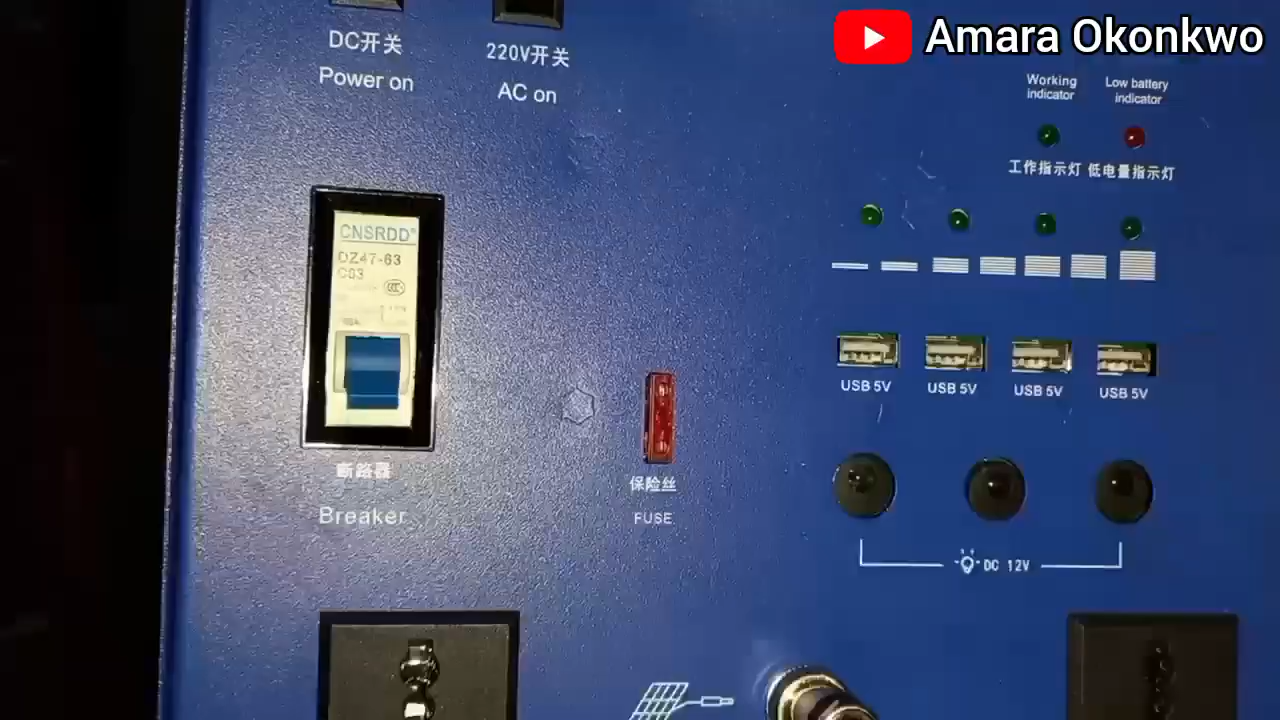 Amara Okonkwo
DC开关
Power on
220V开关
AC on
Working
indicator
Low battery
indicator
工作指示灯
低电量指示灯
CNSRDD
DZ47-63
C63
断路器
Breaker
保险丝
FUSE
USB 5V
USB 5V
USB 5V
USB 5V
DC 12V